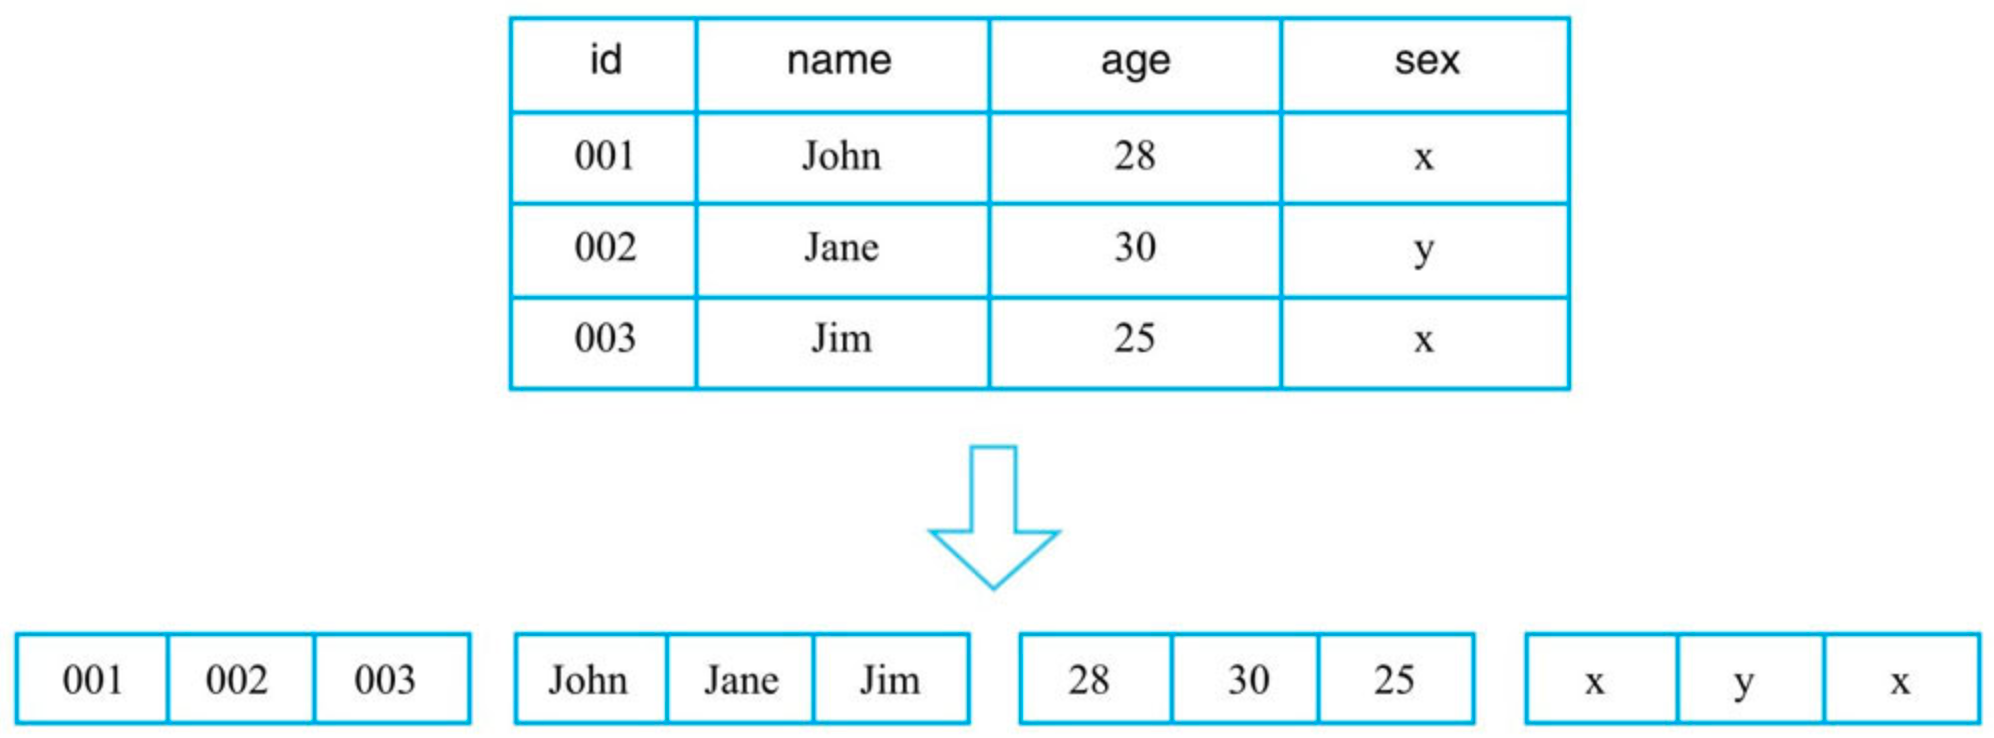 id name age sex
001 John 28 x
002 Jane 30 y
003 Jim 25 x
001 002 003 John Jane Jim 28 30 25 x y x